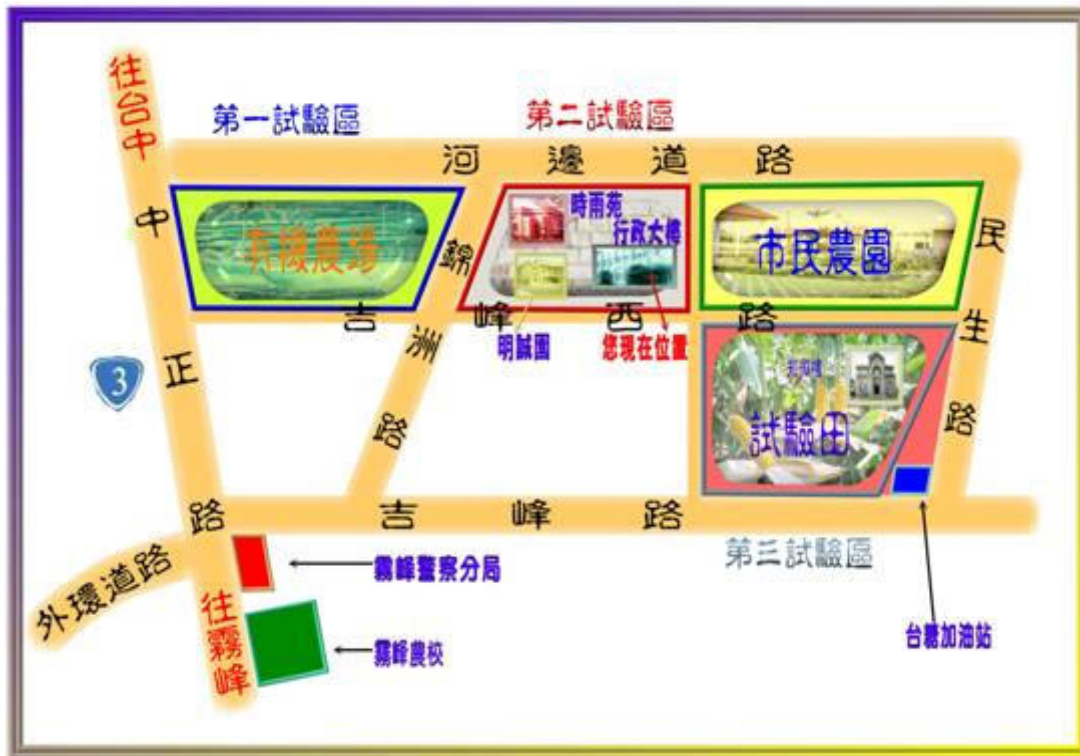 往台中
第一試驗區
第二試驗區
河邊道路
中正路
有機農場
錦洲路
時雨苑
行政大樓
市民農園
民生路
吉峰西路
明誠園
您現在位置
3
試驗田
吉峰路
第三試驗區
外環道路
霧峰警察分局
往霧峰
霧峰農校
台糖加油站